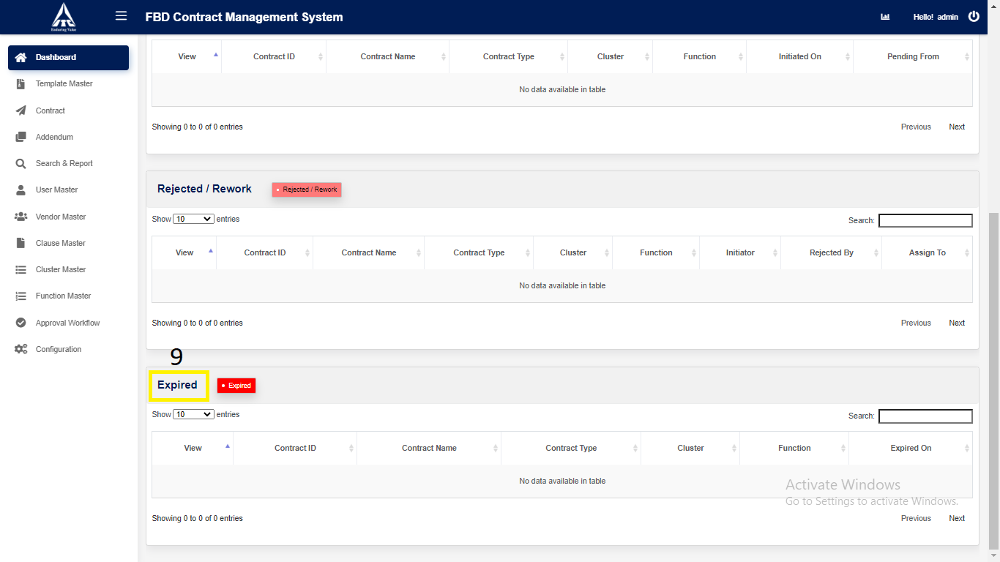 ITC
Enduring Value
FBD Contract Management System
Hello! admin
Dashboard
Template Master
Contract
Addendum
Search & Report
User Master
Vendor Master
Clause Master
Cluster Master
Function Master
Approval Workflow
Configuration
View Contract ID Contract Name Contract Type Cluster Function Initiated On Pending From
No data available in table
Showing 0 to 0 of 0 entries Previous Next
Rejected / Rework Rejected / Rework
Show 10 entries Search:
View Contract ID Contract Name Contract Type Cluster Function Initiator Rejected By Assign To
No data available in table
Showing 0 to 0 of 0 entries Previous Next
9
Expired Expired
Show 10 entries Search:
View Contract ID Contract Name Contract Type Cluster Function Expired On
No data available in table
Activate Windows
Go to Settings to activate Windows.
Showing 0 to 0 of 0 entries Previous Next